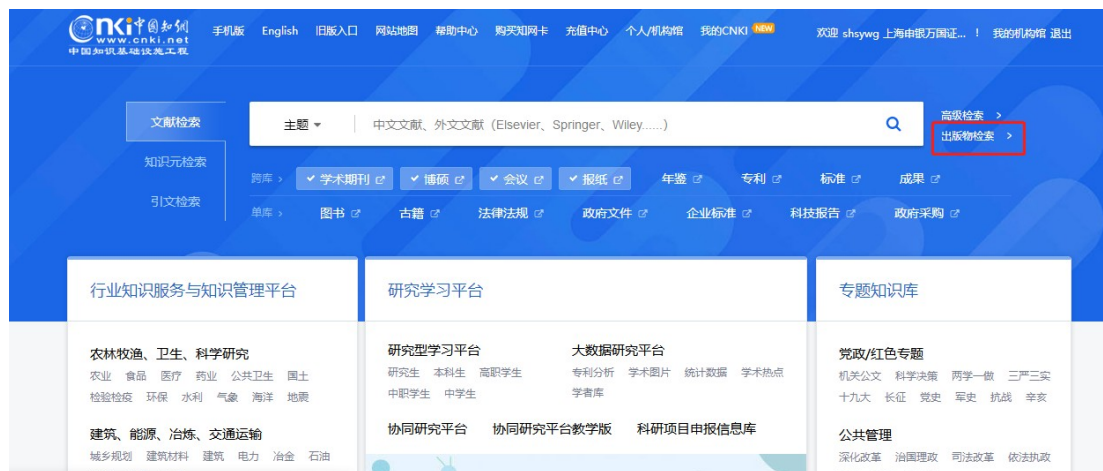 cnki中国知网
www.cnki.net
中国知识基础设施工程
手机版 English 旧版入口 网站地图 帮助中心 购买知网卡 充值中心 个人/机构馆 我的CNKI NEW 欢迎 shsywg 上海申银万国证... ! 我的机构馆 退出
文献检索 主题 中文文献、外文文献（Elsevier、Springer、Wiley......） 高级检索 >
出版物检索 >
知识元检索
引文检索
跨库 > 学术期刊 博硕 会议 报纸 年鉴 专利 标准 成果
单库 > 图书 古籍 法律法规 政府文件 企业标准 科技报告 政府采购
行业知识服务与知识管理平台
农林牧渔、卫生、科学研究
农业 食品 医疗 药业 公共卫生 国土
检验检疫 环保 水利 气象 海洋 地震
建筑、能源、冶炼、交通运输
城乡规划 建筑材料 建筑 电力 冶金 石油
研究学习平台
研究型学习平台
研究生 本科生 高职学生
中职学生 中学生
大数据研究平台
专利分析 学术图片 统计数据 学术热点
学者库
协同研究平台 协同研究平台教学版 科研项目申报信息库
专题知识库
党政/红色专题
机关公文 科学决策 两学一做 三严三实
十九大 长征 党史 军史 抗战 辛亥
公共管理
深化改革 治国理政 司法改革 依法执政